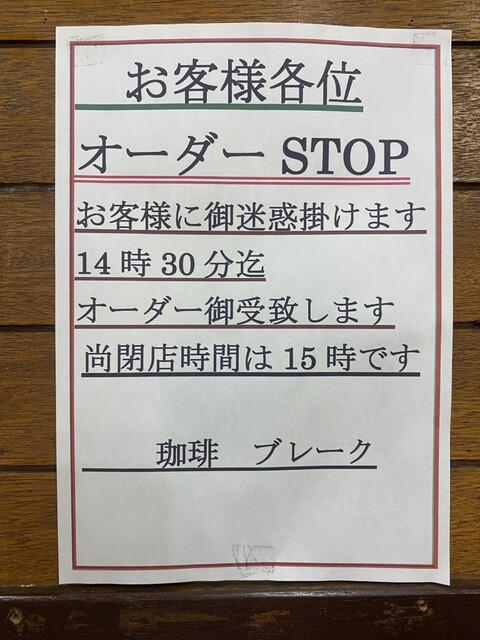 お客様各位
オーダー STOP
お客様に御迷惑掛けます
14 時 30 分迄
オーダー御受致します
尚閉店時間は 15 時です
珈琲　ブレーク